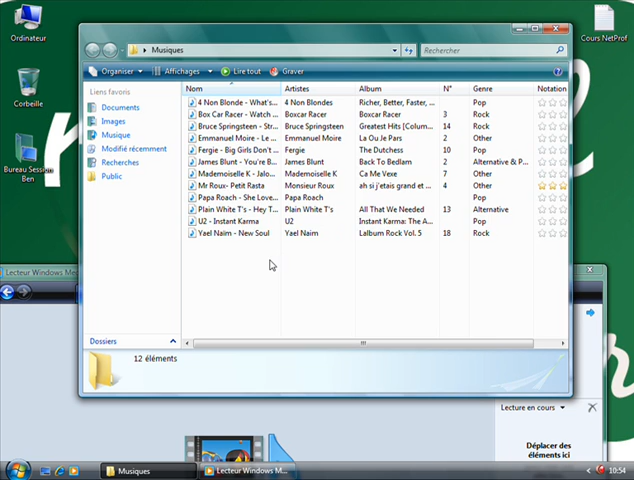 Ordinateur
Corbeille
Bureau Session Ben
Cours NetProf
Musiques
Rechercher
Organiser
Affichages
Lire tout
Graver
Liens favoris
Documents
Images
Musique
Modifié récemment
Recherches
Public
Dossiers
Nom Artistes Album N° Genre Notation
4 Non Blonde - What's... 4 Non Blondes Richer, Better, Faster, ... Pop
Box Car Racer - Watch ... Boxcar Racer Boxcar Racer 3 Rock
Bruce Springsteen - Str... Bruce Springsteen Greatest Hits [Colum... 14 Rock
Emmanuel Moire - Le ... Emmanuel Moire La Ou Je Pars 2 Other
Fergie - Big Girls Don't ... Fergie The Dutchess 10 Pop
James Blunt - You're B... James Blunt Back To Bedlam 2 Alternative & P...
Mademoiselle K - Jalo... Mademoiselle K Ca Me Vexe 7 Other
Mr Roux- Petit Rasta Monsieur Roux ah si j'etais grand et ... 4 Other
Papa Roach - She Love... Papa Roach Pop
Plain White T's - Hey T... Plain White T's All That We Needed 13 Alternative
U2 - Instant Karma U2 Instant Karma: The A... Pop
Yael Naim - New Soul Yael Naim Lalbum Rock Vol. 5 18 Rock
12 éléments
Lecteur Windows Me
Lecture en cours
Déplacer des
éléments ici
Musiques
Lecteur Windows M...
10:54